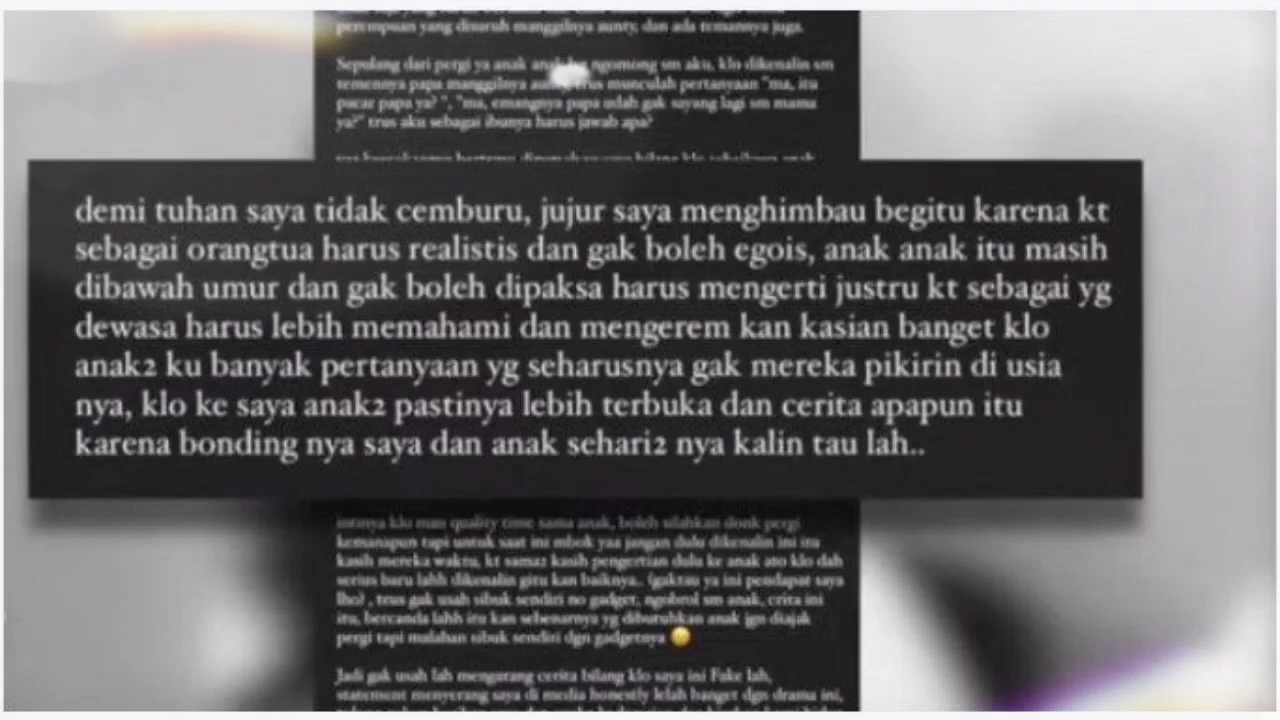 perempuan yang disuruh manggilnya aunty, dan ada temannya juga.
Sepulang dari pergi ya anak ngomong sm aku, klo dikenalin sm
temennya papa manggilnya trus munculah pertanyaan "ma, itu
pacar papa ya? ", "ma, emangnya papa udah gak sayang lagi sm mama
ya?" trus aku sebagai ibunya harus jawab apa?
demi tuhan saya tidak cemburu, jujur saya menghimbau begitu karena kt
sebagai orangtua harus realistis dan gak boleh egois, anak anak itu masih
dibawah umur dan gak boleh dipaksa harus mengerti justru kt sebagai yg
dewasa harus lebih memahami dan mengerem kan kasian banget klo
anak2 ku banyak pertanyaan yg seharusnya gak mereka pikirin di usia
nya, klo ke saya anak2 pastinya lebih terbuka dan cerita apapun itu
karena bonding nya saya dan anak sehari2 nya kalin tau lah..
intinya klo mau quality time sama anak, boleh silahkan donk pergi
kemanapun tapi untuk saat ini mbok yaa jangan dulu dikenalin ini itu
kasih mereka waktu, kt sama2 kasih pengertian dulu ke anak ato klo dah
serius baru lahh dikenalin gitu kan baiknya.. (gaktau ya ini pendapat saya
lho) , trus gak usah sibuk sendiri no gadget, ngobrol sm anak, crita ini
itu, bercanda lahh itu kan sebenarnya yg dibutuhkan anak jgn diajak
pergi tapi malahan sibuk sendiri dgn gadgetnya
Jadi gak usah lah mengarang cerita bilang klo saya ini Fake lah,
statement menyerang saya di media honestly lelah banget dgn drama ini,